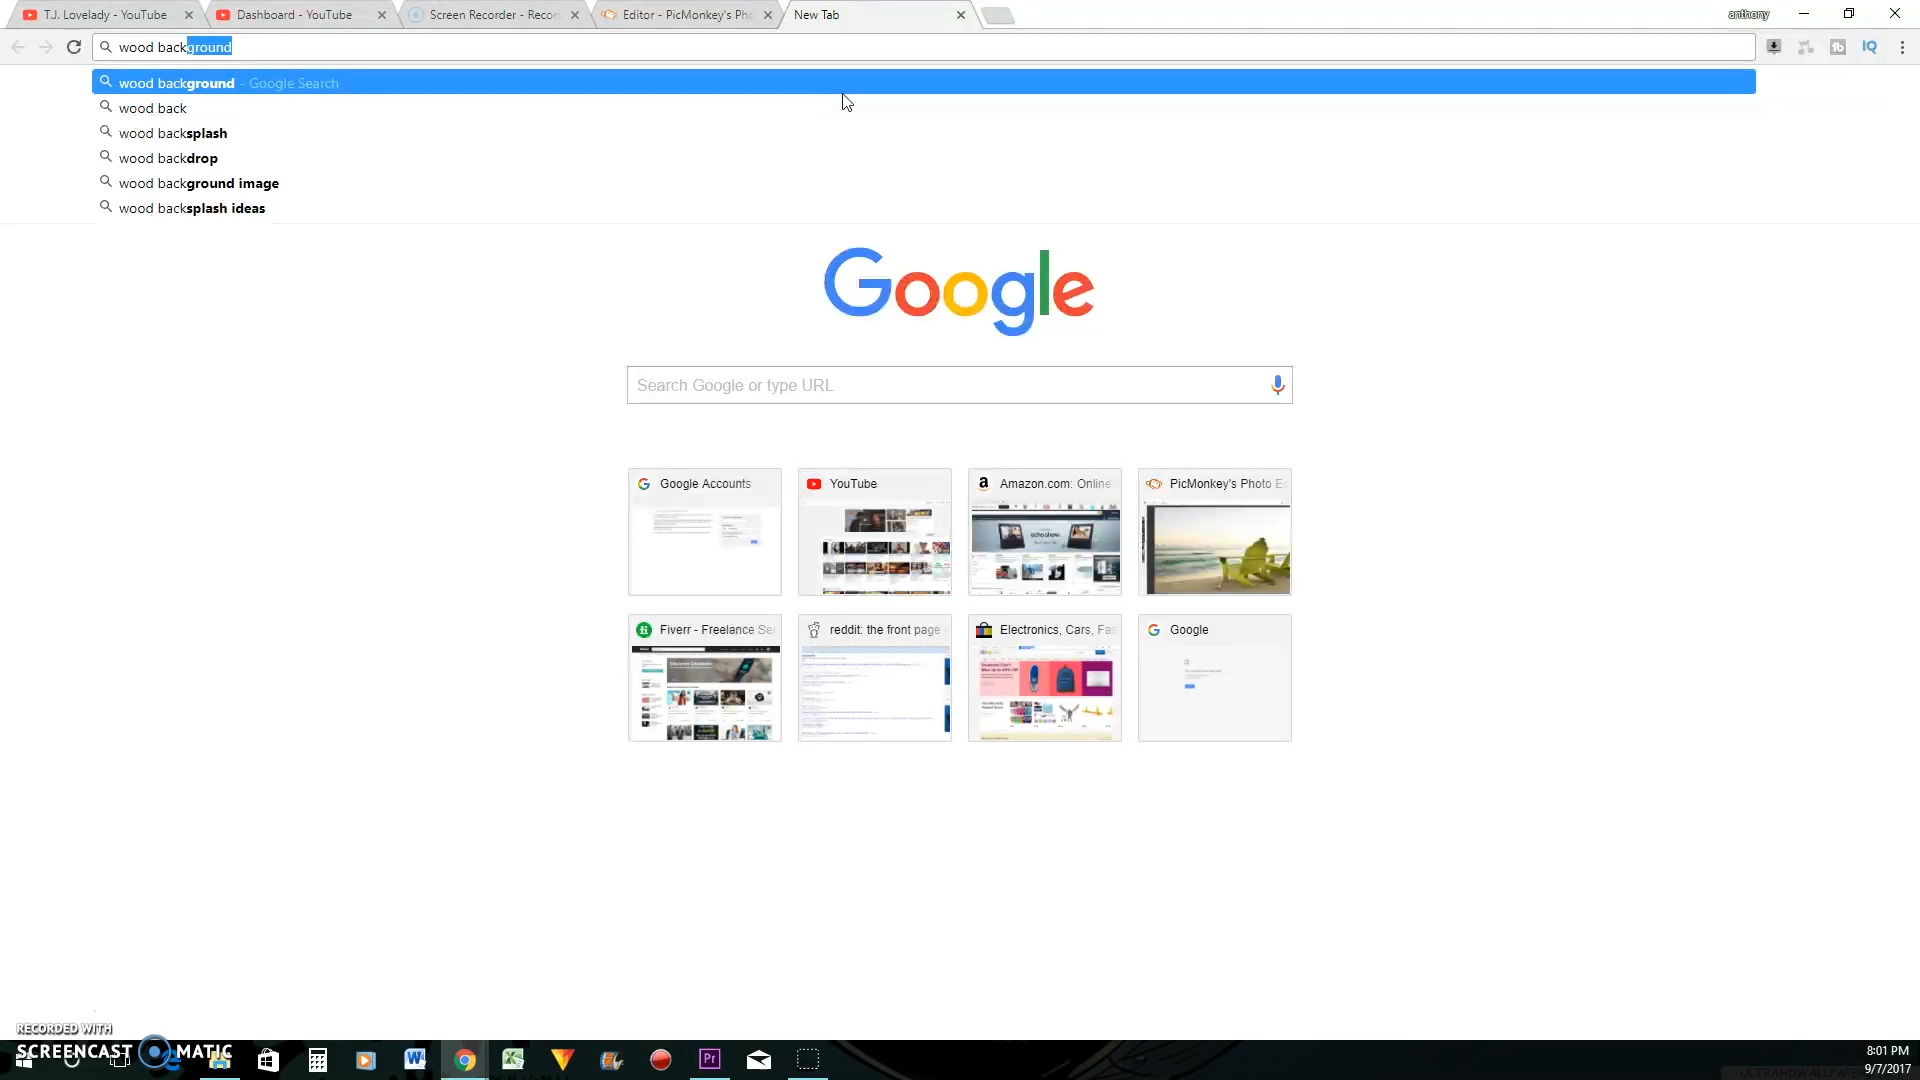 T.J. Lovelady - YouTube
Dashboard - YouTube
Screen Recorder - Recor
Editor - PicMonkey's Pho
New Tab
anthony
wood background
wood background - Google Search
wood back
wood backsplash
wood backdrop
wood background image
wood backsplash ideas
Google
Search Google or type URL
Google Accounts
YouTube
Amazon.com: Online
PicMonkey's Photo E
echo show
Fiverr - Freelance Se
reddit: the front page
Electronics, Cars, Fas
Google
RECORDED WITH
SCREENCAST MATIC
8:01 PM
9/7/2017